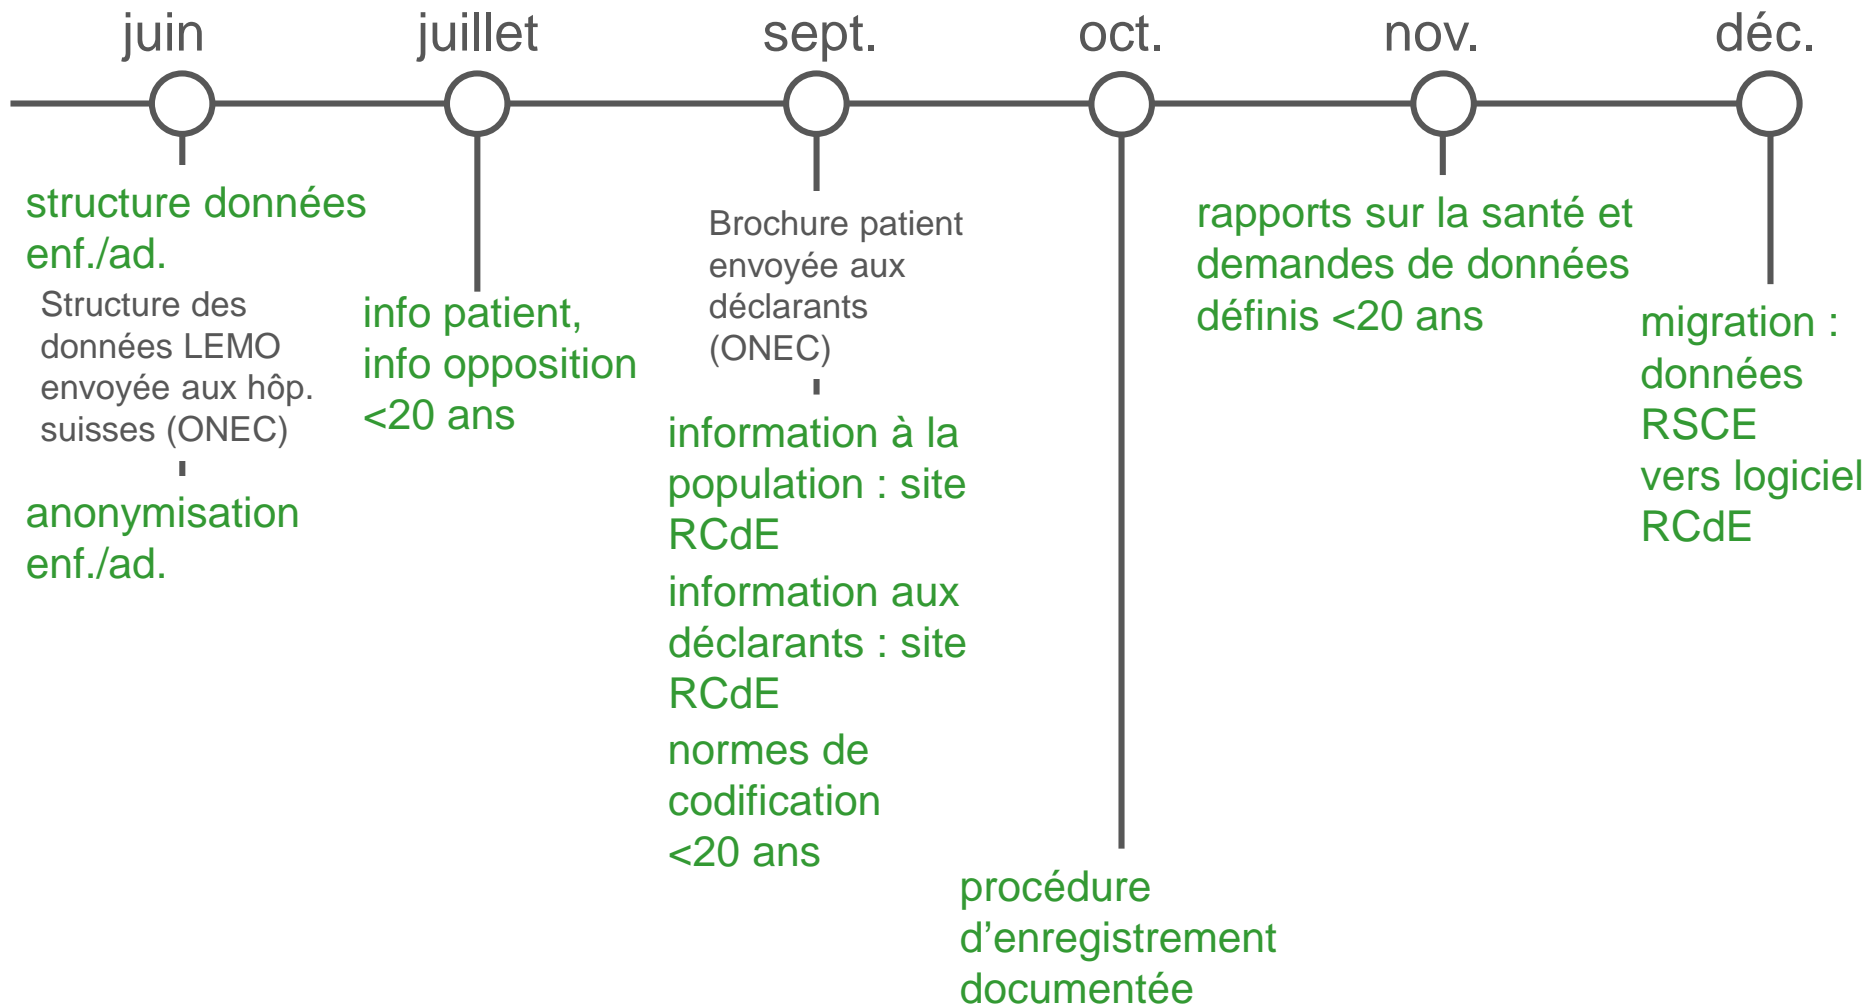 juin
juillet
sept.
oct.
nov.
déc.
structure données
enf./ad.
Structure des
données LEMO
envoyée aux hôp.
suisses (ONEC)
anonymisation
enf./ad.
info patient,
info opposition
<20 ans
Brochure patient
envoyée aux
déclarants
(ONEC)
information à la
population : site
RCdE
information aux
déclarants : site
RCdE
normes de
codification
<20 ans
procédure
d’enregistrement
documentée
rapports sur la santé et
demandes de données
définis <20 ans
migration :
données
RSCE
vers logiciel
RCdE